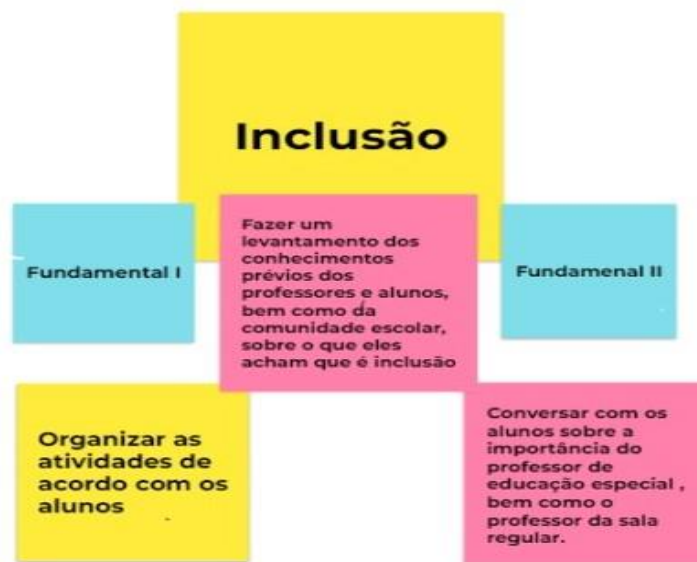 Inclusão
Fundamental I
Fazer um
levantamento dos
conhecimentos
prévios dos
professores e alunos,
bem como da
comunidade escolar,
sobre o que eles
acham que é inclusão
Fundamenal II
Organizar as
atividades de
acordo com os
alunos
Conversar com os
alunos sobre a
importância do
professor de
educação especial ,
bem como o
professor da sala
regular.